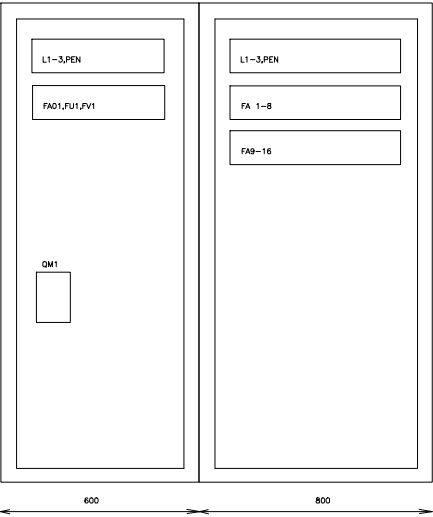 L1-3,PEN
FA01,FU1,FV1
QM1
L1-3,PEN
FA 1-8
FA9-16
600
800